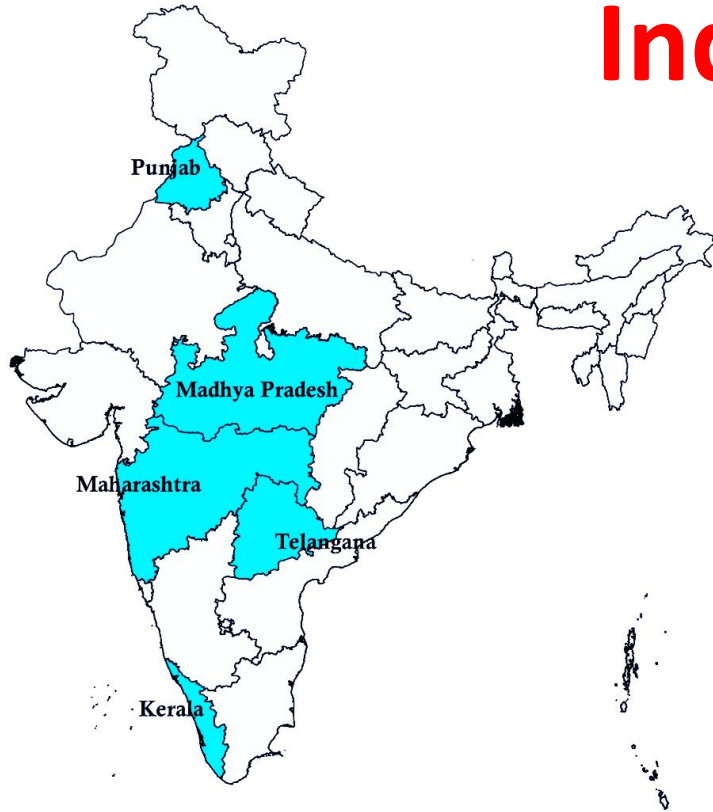 Ind
Punjab
Madhya Pradesh
Maharashtra
Telangana
Kerala